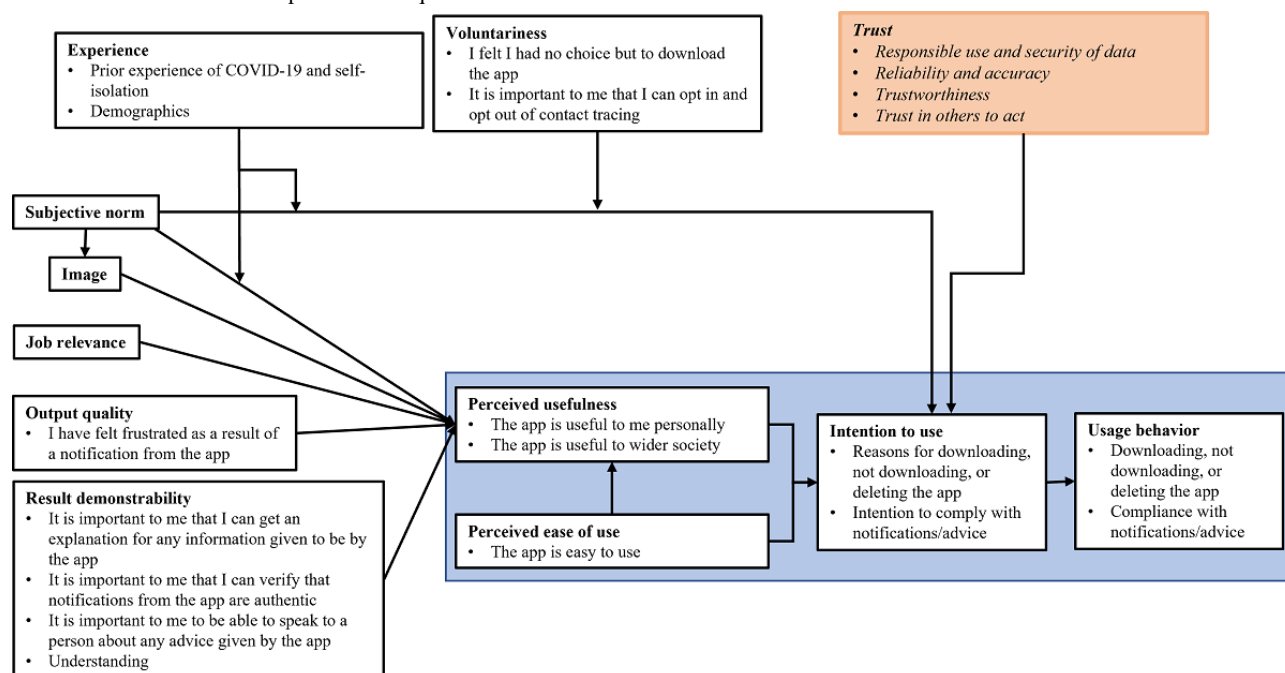 Experience
• Prior experience of COVID-19 and self-
isolation
• Demographics
Voluntariness
• I felt I had no choice but to download
the app
• It is important to me that I can opt in and
opt out of contact tracing
Trust
• Responsible use and security of data
• Reliability and accuracy
• Trustworthiness
• Trust in others to act
Subjective norm
Image
Job relevance
Output quality
• I have felt frustrated as a result of
a notification from the app
Result demonstrability
• It is important to me that I can get an
explanation for any information given to be by
the app
• It is important to me that I can verify that
notifications from the app are authentic
• It is important to me to be able to speak to a
person about any advice given by the app
• Understanding
Perceived usefulness
• The app is useful to me personally
• The app is useful to wider society
Perceived ease of use
• The app is easy to use
Intention to use
• Reasons for downloading,
not downloading, or
deleting the app
• Intention to comply with
notifications/advice
Usage behavior
• Downloading, not
downloading, or
deleting the app
• Compliance with
notifications/advice